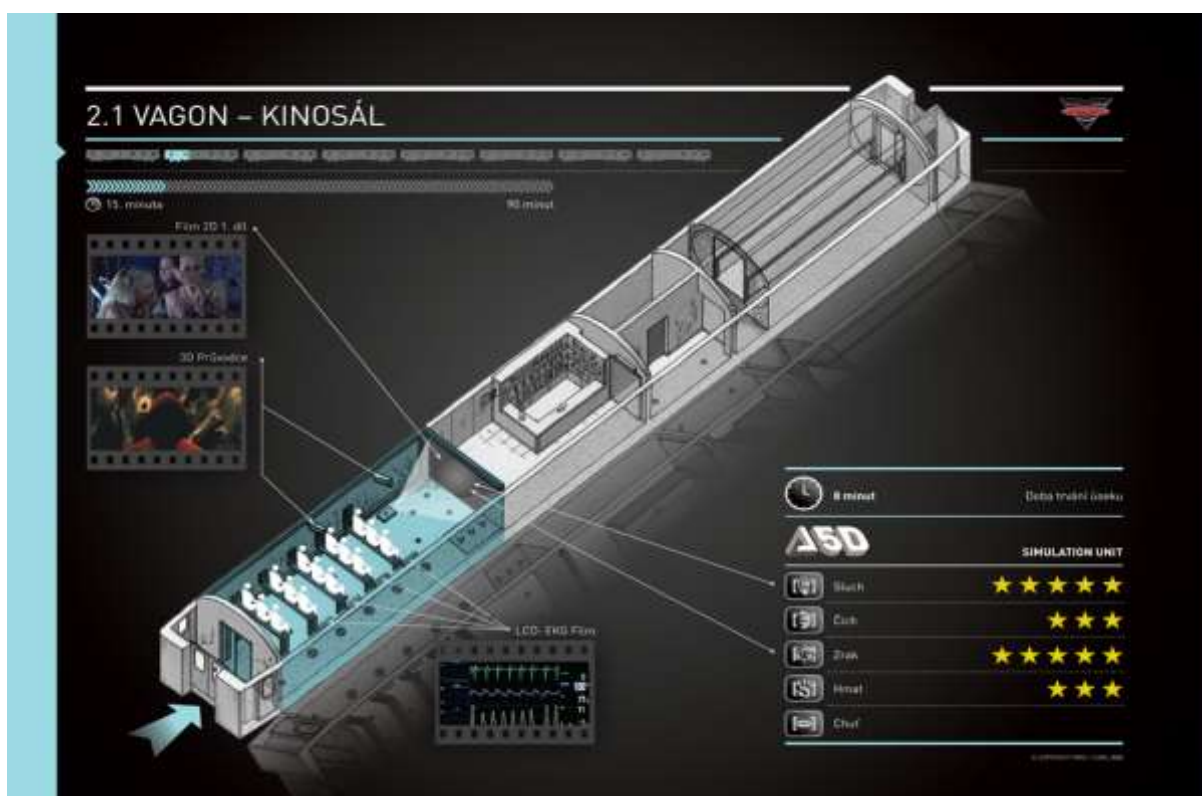 2.1 VAGON – KINOSÁL
15. minuta
90 minut
Film 2D 1. díl
3D Průvodce
LCD- EKG Film
8 minut
Doba trvání úseku
A5D
SIMULATION UNIT
Sluch
Čich
Zrak
Hmat
Chuť